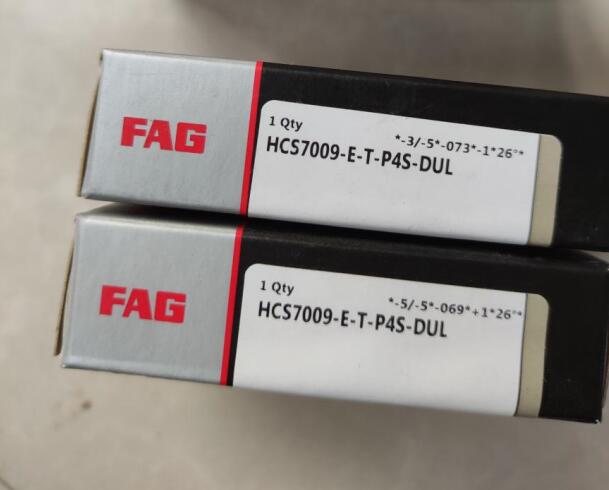 FAG
1 Qty
*-3/-5*-073*-1*26°*
HCS7009-E-T-P4S-DUL
FAG
1 Qty
*-5/-5*-069*+1*26°*
HCS7009-E-T-P4S-DUL